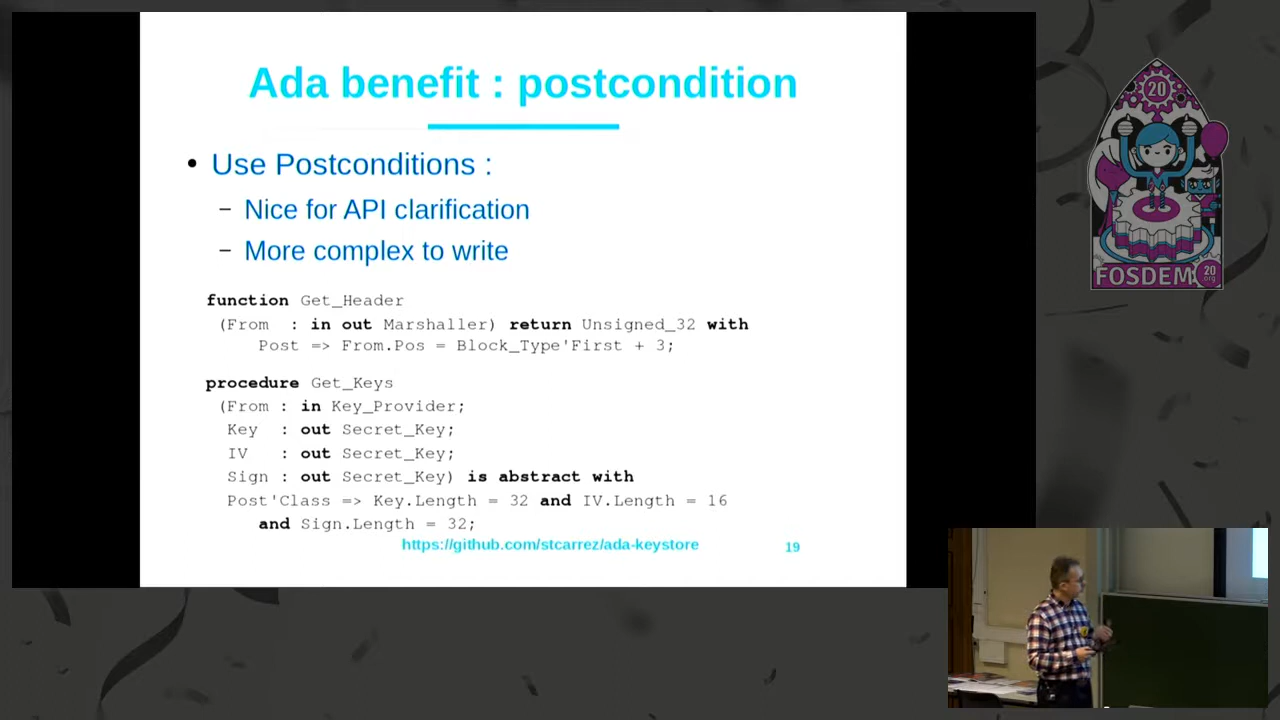 Ada benefit : postcondition
• Use Postconditions :
– Nice for API clarification
– More complex to write
function Get_Header
(From : in out Marshaller) return Unsigned_32 with
Post => From.Pos = Block_Type'First + 3;
procedure Get_Keys
(From : in Key_Provider;
Key : out Secret_Key;
IV : out Secret_Key;
Sign : out Secret_Key) is abstract with
Post'Class => Key.Length = 32 and IV.Length = 16
and Sign.Length = 32;
https://github.com/stcarrez/ada-keystore
19
20
FOSDEM
20
.org